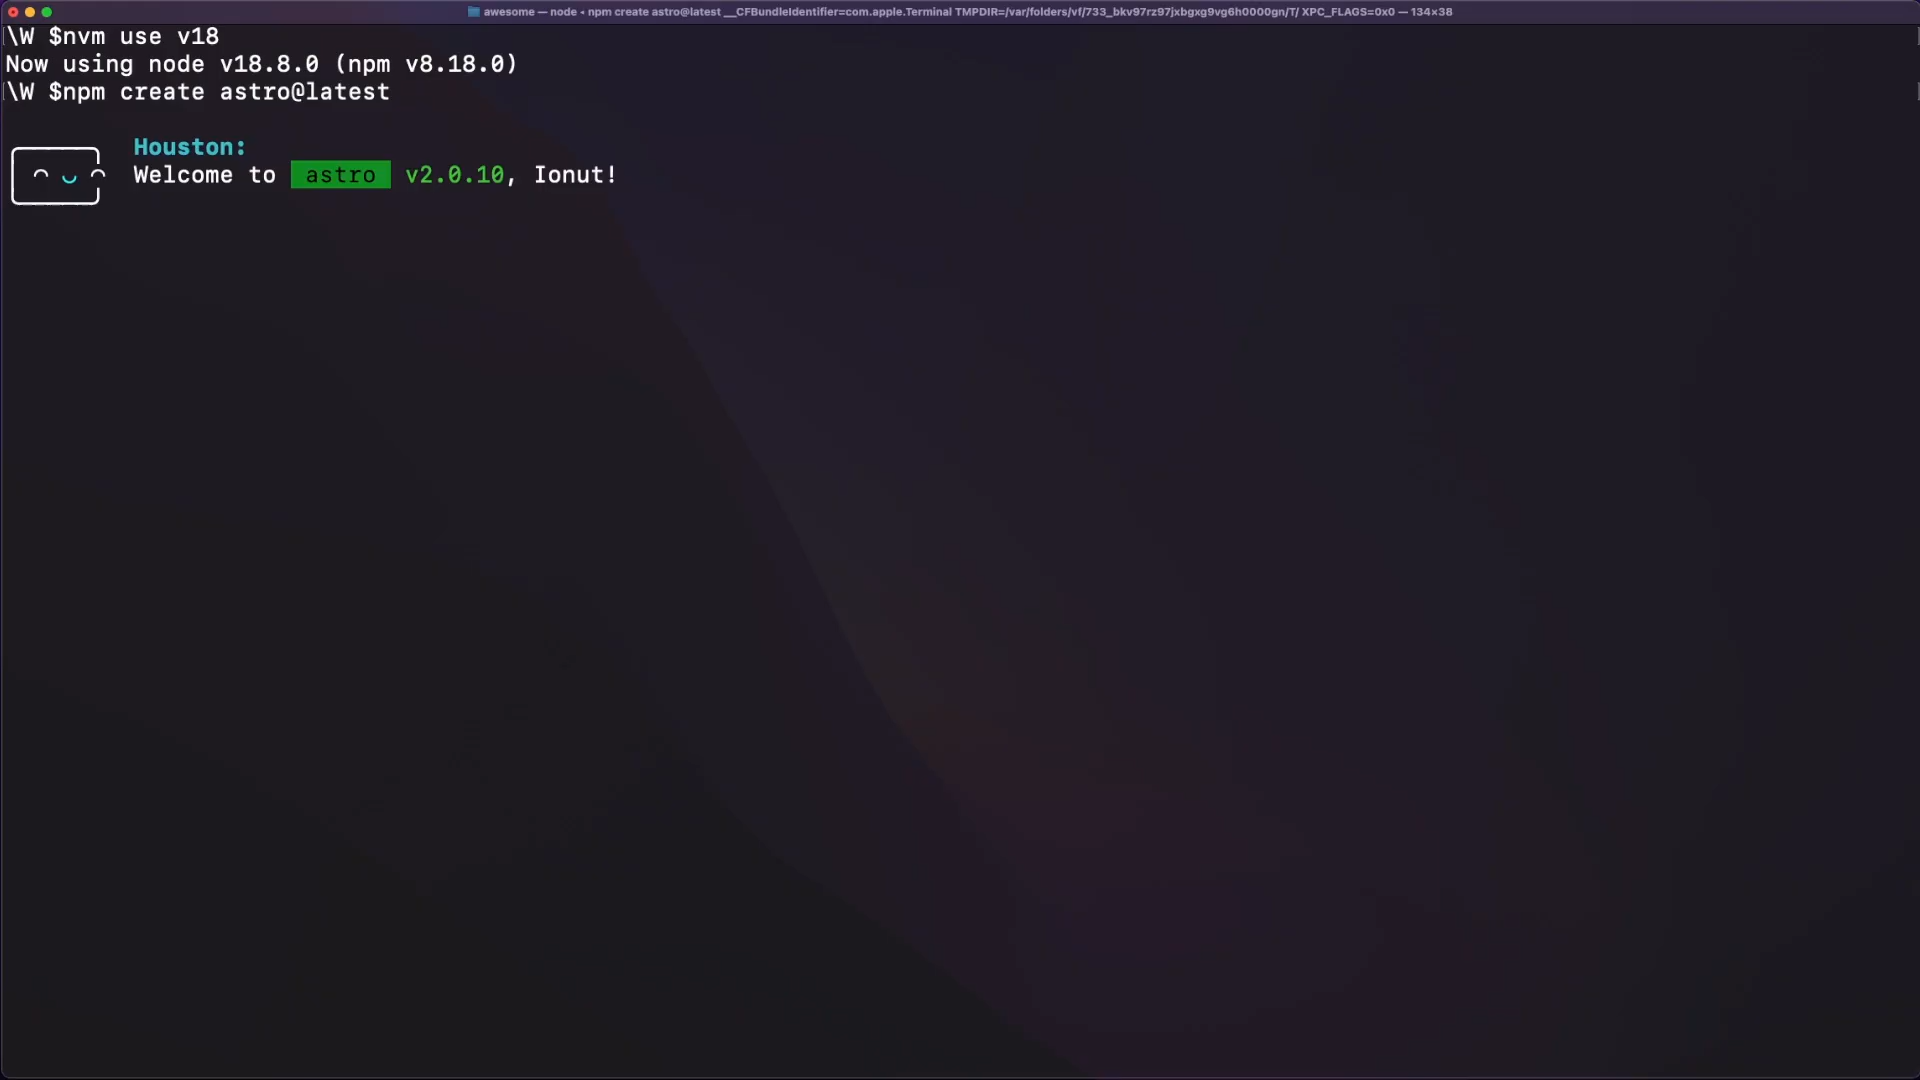 awesome — node ◂ npm create astro@latest __CFBundleIdentifier=com.apple.Terminal TMPDIR=/var/folders/vf/733_bkv97rz97jxbgxg9vg6h0000gn/T/ XPC_FLAGS=0x0 — 134×38
\W $nvm use v18
Now using node v18.8.0 (npm v8.18.0)
\W $npm create astro@latest
Houston:
Welcome to astro v2.0.10, Ionut!